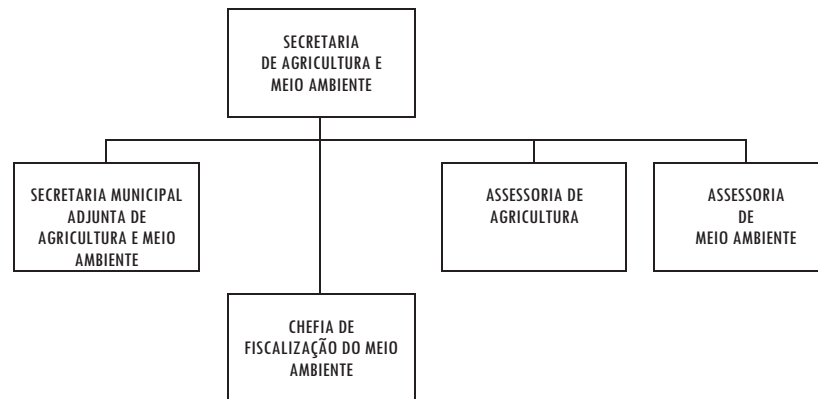 SECRETARIA
DE AGRICULTURA E
MEIO AMBIENTE
SECRETARIA MUNICIPAL
ADJUNTA DE
AGRICULTURA E MEIO
AMBIENTE
ASSESSORIA DE
AGRICULTURA
ASSESSORIA
DE
MEIO AMBIENTE
CHEFIA DE
FISCALIZAÇÃO DO MEIO
AMBIENTE